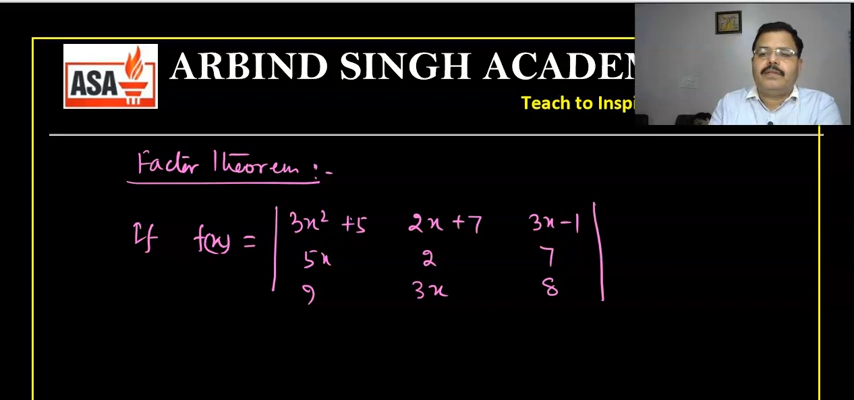 ASA
ARBIND SINGH ACADEM
Teach to Inspi
Factor Theorem :-
If f(x) = | 3x² + 5 2x + 7 3x - 1 |
5x 2 7
9 3x 8